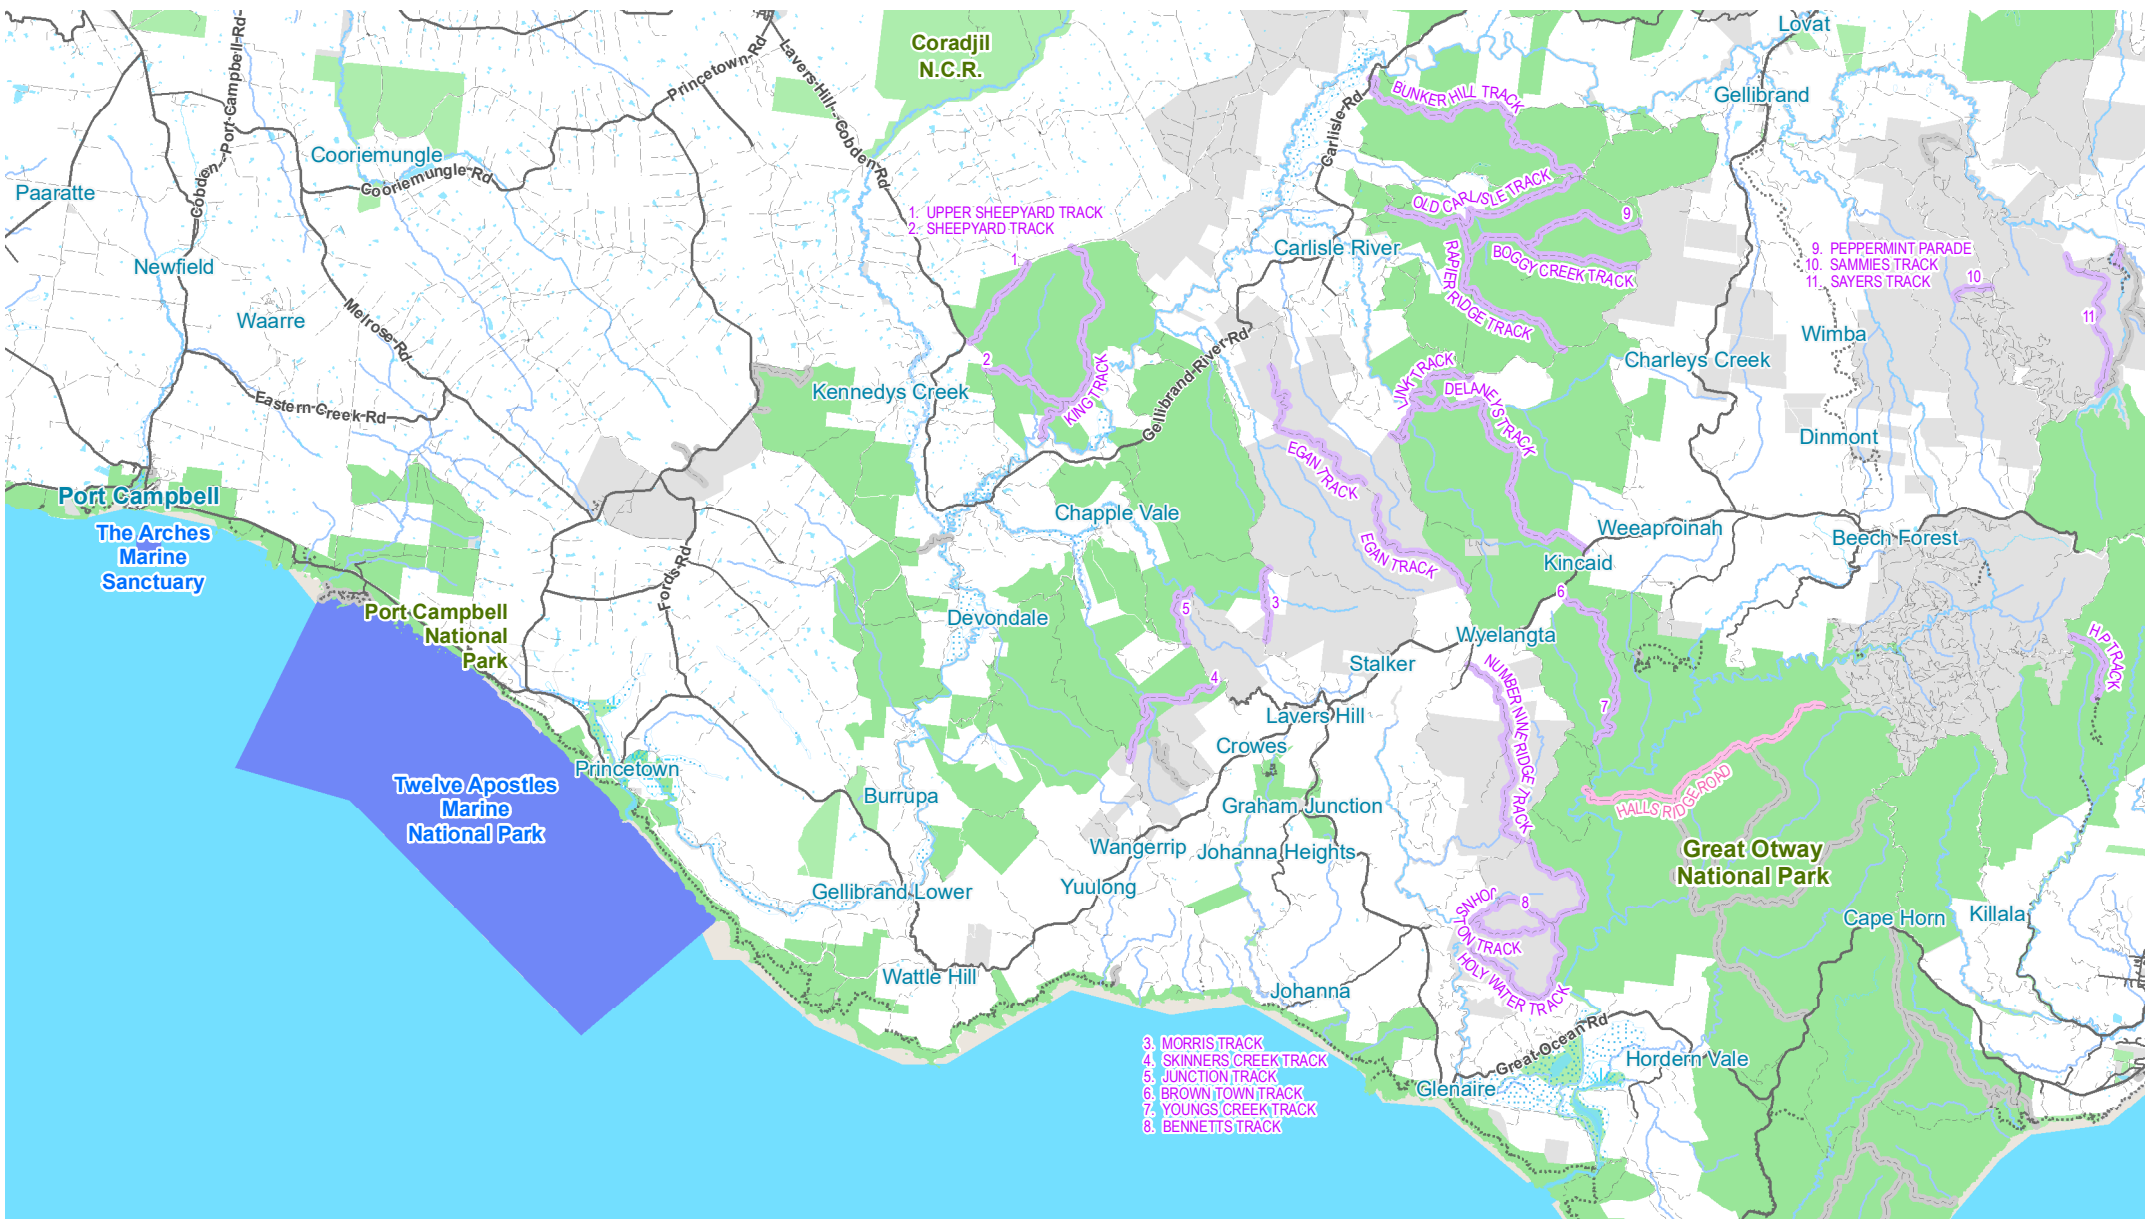 Lovat
Coradjil
N.C.R.
Princetown Rd
Lavers Hill - Cobden Rd
Cobden - Port Campbell Rd
Gellibrand
BUNKER HILL TRACK
Carlisle Rd
Cooriemungle
Cooriemungle Rd
Paaratte
OLD CARLISLE TRACK
1. UPPER SHEEPYARD TRACK
2. SHEEPYARD TRACK
9
Carlisle River
RAPIER RIDGE TRACK
BOGGY CREEK TRACK
9. PEPPERMINT PARADE
10. SAMMIES TRACK
11. SAYERS TRACK
1
10
11
Newfield
Waarre
Melrose Rd
Wimba
2
Kennedys Creek
KING TRACK
Gellibrand River Rd
LINK TRACK
DELANEYS TRACK
Charleys Creek
Eastern Creek Rd
Dinmont
EGAN TRACK
Port Campbell
The Arches
Marine
Sanctuary
Chapple Vale
Weeaproinah
Beech Forest
EGAN TRACK
Kincaid
Fords Rd
6
5
3
Port Campbell
National
Park
Devondale
Wyelangta
H P TRACK
Stalker
4
NUMBER NINE RIDGE TRACK
7
Lavers Hill
Crowes
Princetown
Twelve Apostles
Marine
National Park
Burrupa
Graham Junction
HALLS RIDGE ROAD
Wangerrip
Johanna Heights
Great Otway
National Park
Gellibrand Lower
Yuulong
JOHNSTON TRACK
8
Cape Horn
Killala
Wattle Hill
HOLY WATER TRACK
Johanna
Great Ocean Rd
3. MORRIS TRACK
4. SKINNERS CREEK TRACK
5. JUNCTION TRACK
6. BROWN TOWN TRACK
7. YOUNGS CREEK TRACK
8. BENNETTS TRACK
Hordern Vale
Glenaire